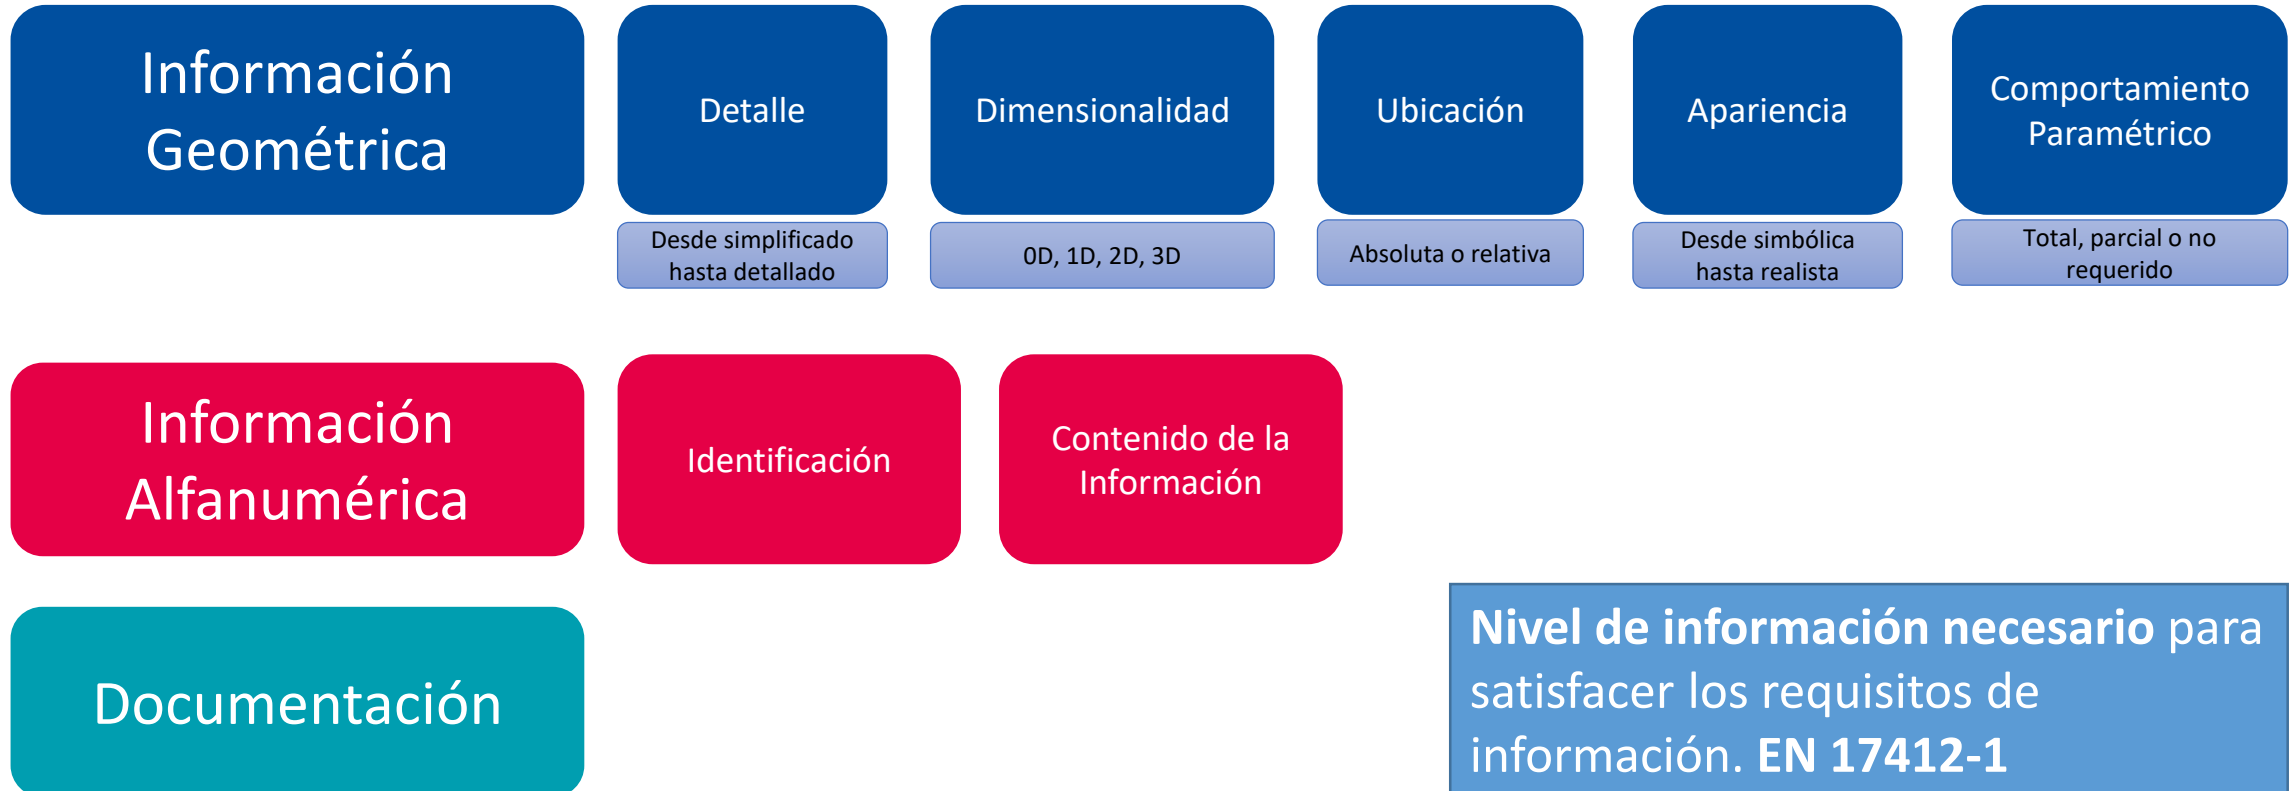 Información
Geométrica
Detalle
Dimensionalidad
Ubicación
Apariencia
Comportamiento
Paramétrico
Desde simplificado
hasta detallado
0D, 1D, 2D, 3D
Absoluta o relativa
Desde simbólica
hasta realista
Total, parcial o no
requerido
Información
Alfanumérica
Identificación
Contenido de la
Información
Documentación
Nivel de información necesario para
satisfacer los requisitos de
información. EN 17412-1